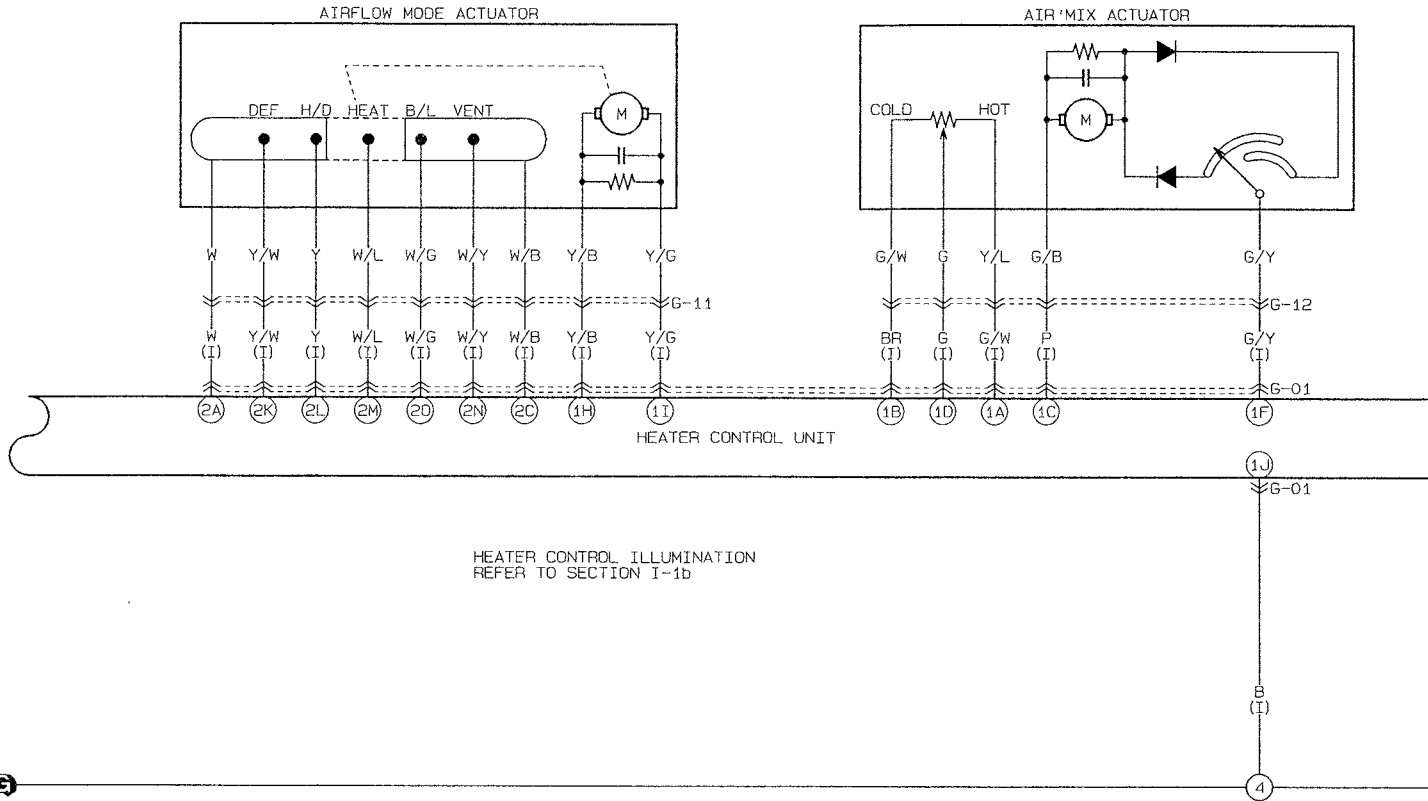 AIRFLOW MODE ACTUATOR
AIR'MIX ACTUATOR
DEF H/D HEAT B/L VENT
M
COLD HOT
M
W Y/W Y W/L W/G W/Y W/B Y/B Y/G
G/W G Y/L G/B G/Y
G-11
G-12
W Y/W Y W/L W/G W/Y W/B Y/B Y/G
(I) (I) (I) (I) (I) (I) (I) (I) (I)
BR G G/W P G/Y
(I) (I) (I) (I) (I)
G-01
2A 2K 2L 2M 2O 2N 2C 1H 1I
1B 1D 1A 1C 1F
HEATER CONTROL UNIT
1J
G-01
HEATER CONTROL ILLUMINATION
REFER TO SECTION I-1b
B
(I)
G
4